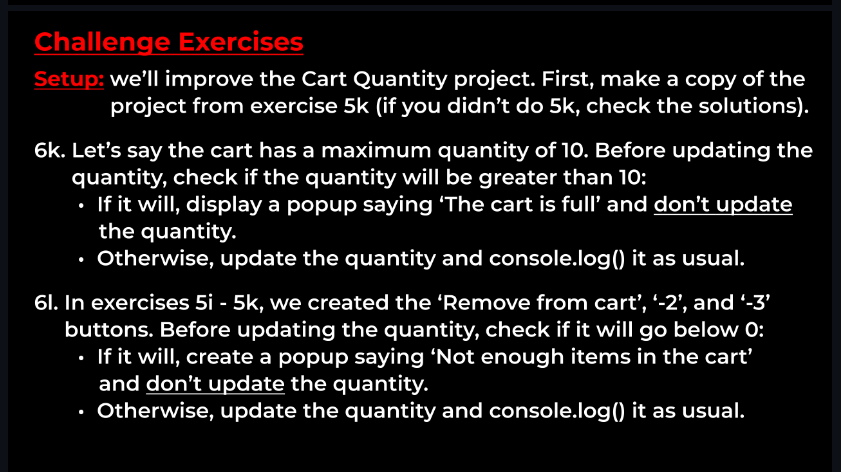 Challenge Exercises
Setup: we’ll improve the Cart Quantity project. First, make a copy of the
project from exercise 5k (if you didn’t do 5k, check the solutions).
6k. Let’s say the cart has a maximum quantity of 10. Before updating the
quantity, check if the quantity will be greater than 10:
• If it will, display a popup saying ‘The cart is full’ and don’t update
the quantity.
• Otherwise, update the quantity and console.log() it as usual.
6l. In exercises 5i - 5k, we created the ‘Remove from cart’, ‘-2’, and ‘-3’
buttons. Before updating the quantity, check if it will go below 0:
• If it will, create a popup saying ‘Not enough items in the cart’
and don’t update the quantity.
• Otherwise, update the quantity and console.log() it as usual.